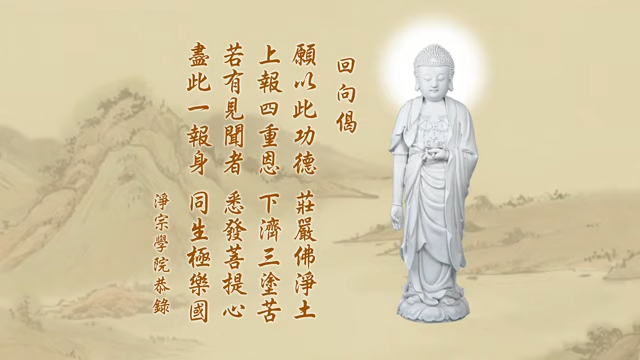 回向偈
願以此功德　莊嚴佛淨土
上報四重恩　下濟三塗苦
若有見聞者　悉發菩提心
盡此一報身　同生極樂國
淨宗學院恭錄